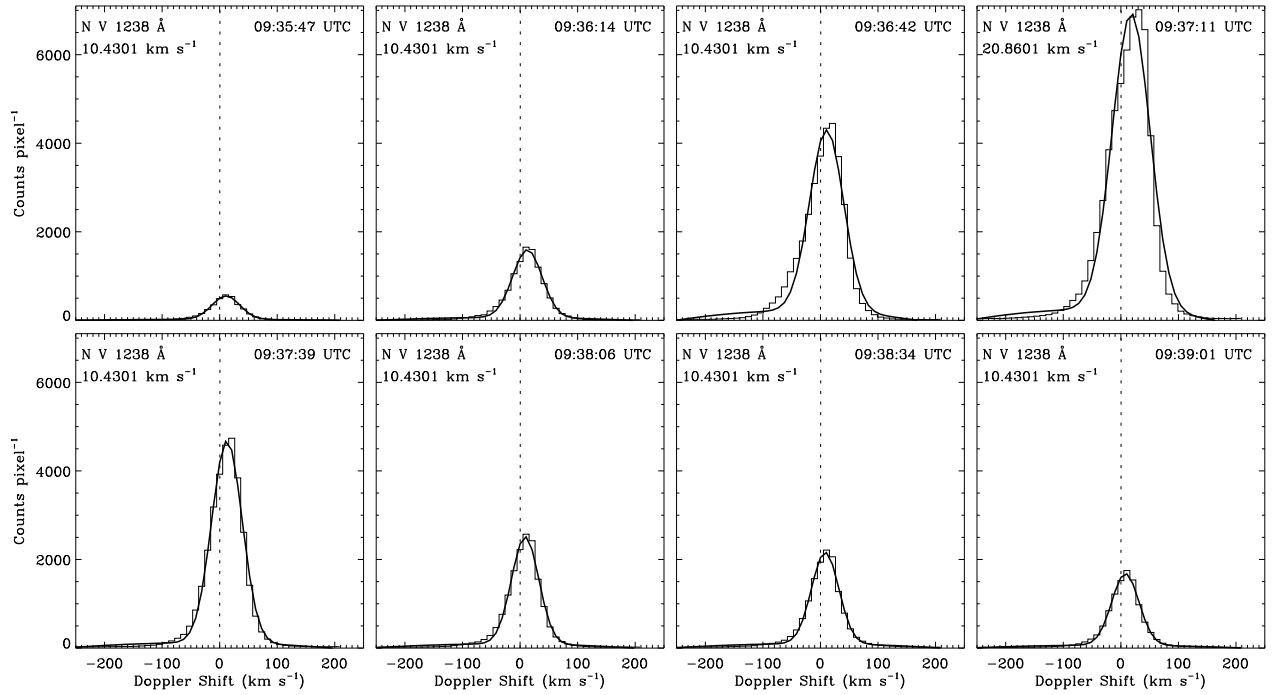 N V 1238 Å 09:35:47 UTC
10.4301 km s⁻¹
N V 1238 Å 09:36:14 UTC
10.4301 km s⁻¹
N V 1238 Å 09:36:42 UTC
10.4301 km s⁻¹
N V 1238 Å 09:37:11 UTC
20.8601 km s⁻¹
Counts pixel⁻¹
6000
4000
2000
0
N V 1238 Å 09:37:39 UTC
10.4301 km s⁻¹
N V 1238 Å 09:38:06 UTC
10.4301 km s⁻¹
N V 1238 Å 09:38:34 UTC
10.4301 km s⁻¹
N V 1238 Å 09:39:01 UTC
10.4301 km s⁻¹
Counts pixel⁻¹
6000
4000
2000
0
−200 −100 0 100 200
−200 −100 0 100 200
−200 −100 0 100 200
−200 −100 0 100 200
Doppler Shift (km s⁻¹)
Doppler Shift (km s⁻¹)
Doppler Shift (km s⁻¹)
Doppler Shift (km s⁻¹)